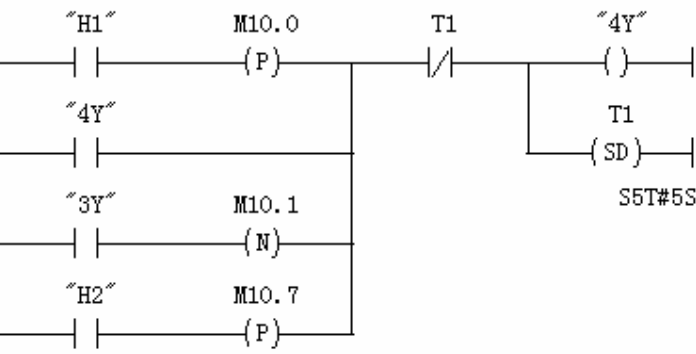 ″H1″ M10.0 T1 ″4Y″
(P) ( )
″4Y″ T1
(SD)
″3Y″ M10.1 S5T#5S
(N)
″H2″ M10.7
(P)